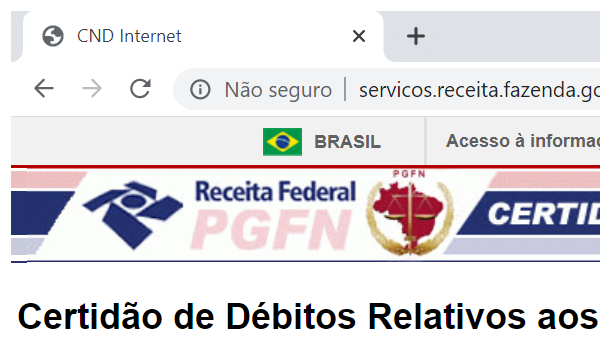 CND Internet
Não seguro servicos.receita.fazenda.go
BRASIL Acesso à informaç
PGFN
Receita Federal
PGFN
CERTID
Certidão de Débitos Relativos aos